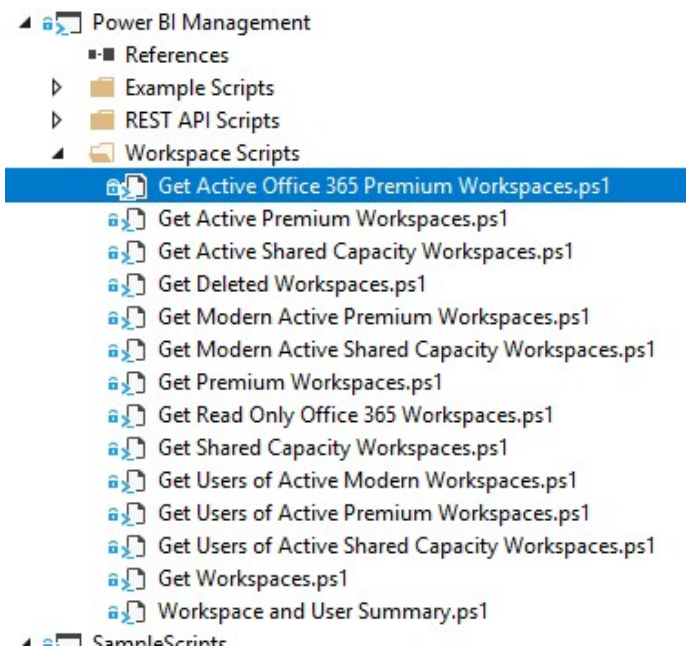 Power BI Management
References
Example Scripts
REST API Scripts
Workspace Scripts
Get Active Office 365 Premium Workspaces.ps1
Get Active Premium Workspaces.ps1
Get Active Shared Capacity Workspaces.ps1
Get Deleted Workspaces.ps1
Get Modern Active Premium Workspaces.ps1
Get Modern Active Shared Capacity Workspaces.ps1
Get Premium Workspaces.ps1
Get Read Only Office 365 Workspaces.ps1
Get Shared Capacity Workspaces.ps1
Get Users of Active Modern Workspaces.ps1
Get Users of Active Premium Workspaces.ps1
Get Users of Active Shared Capacity Workspaces.ps1
Get Workspaces.ps1
Workspace and User Summary.ps1
SampleScripts